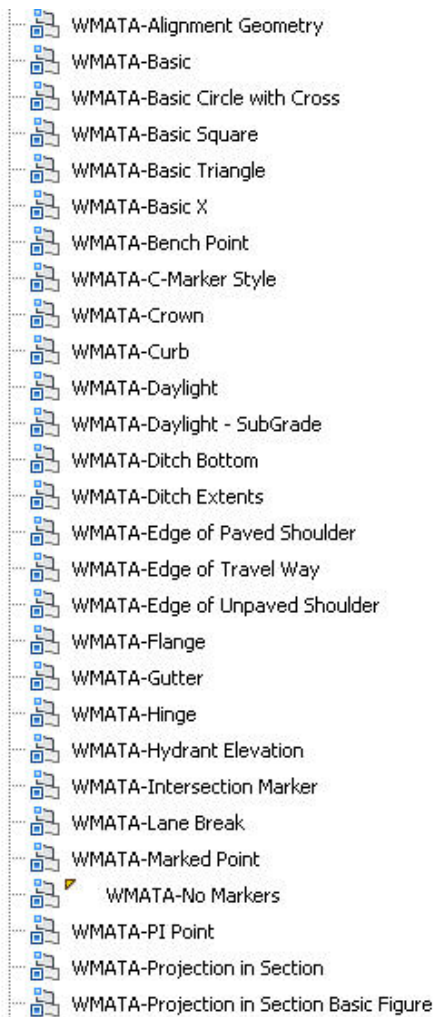 WMATA-Alignment Geometry
WMATA-Basic
WMATA-Basic Circle with Cross
WMATA-Basic Square
WMATA-Basic Triangle
WMATA-Basic X
WMATA-Bench Point
WMATA-C-Marker Style
WMATA-Crown
WMATA-Curb
WMATA-Daylight
WMATA-Daylight - SubGrade
WMATA-Ditch Bottom
WMATA-Ditch Extents
WMATA-Edge of Paved Shoulder
WMATA-Edge of Travel Way
WMATA-Edge of Unpaved Shoulder
WMATA-Flange
WMATA-Gutter
WMATA-Hinge
WMATA-Hydrant Elevation
WMATA-Intersection Marker
WMATA-Lane Break
WMATA-Marked Point
WMATA-No Markers
WMATA-PI Point
WMATA-Projection in Section
WMATA-Projection in Section Basic Figure